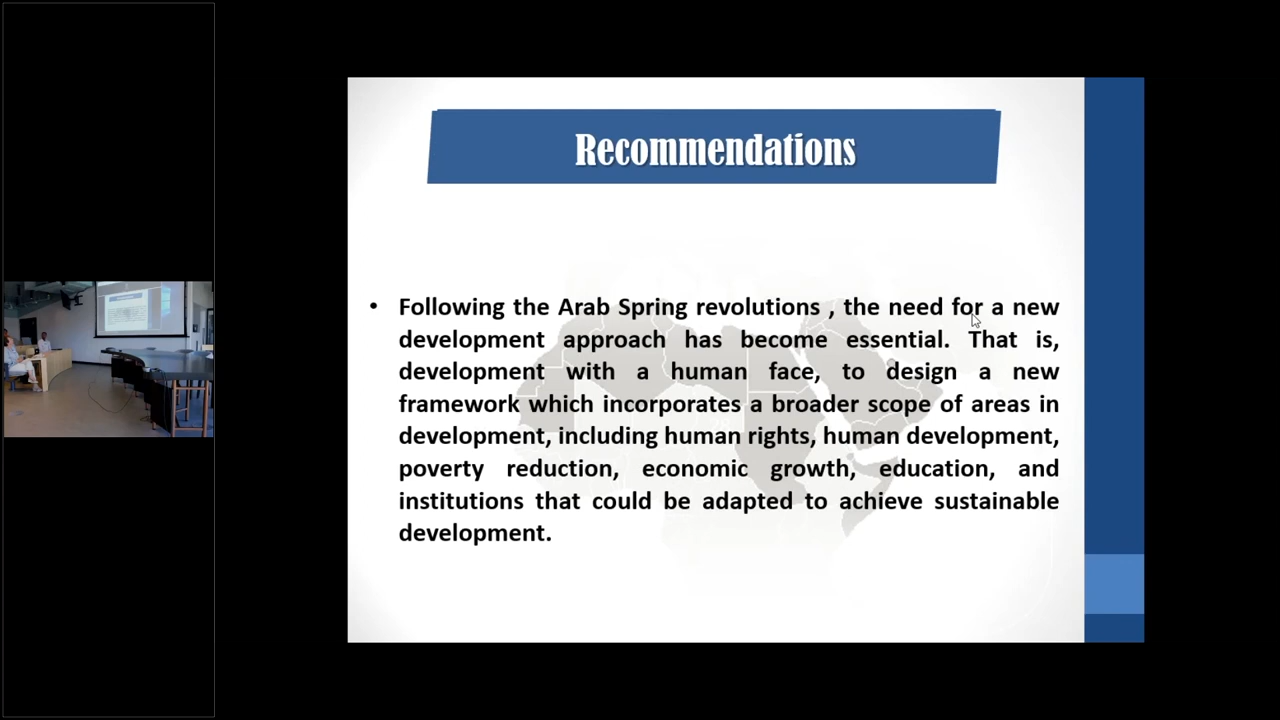 Recommendations
• Following the Arab Spring revolutions , the need for a new
development approach has become essential. That is,
development with a human face, to design a new
framework which incorporates a broader scope of areas in
development, including human rights, human development,
poverty reduction, economic growth, education, and
institutions that could be adapted to achieve sustainable
development.